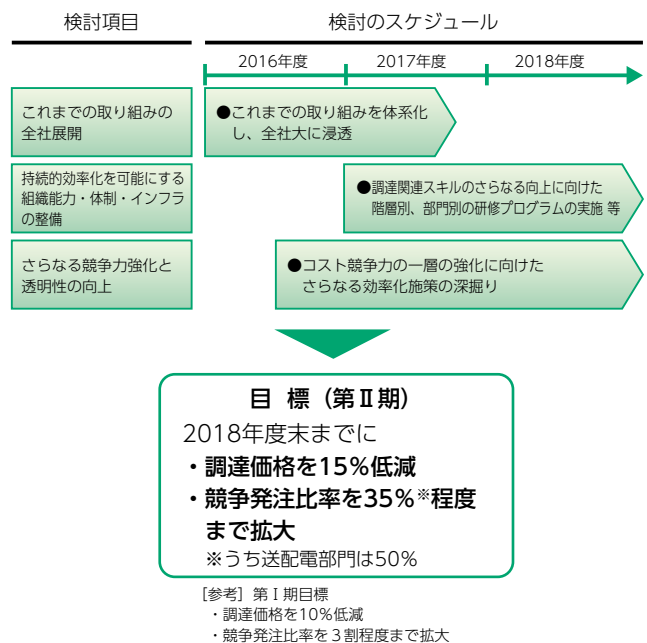 検討項目
検討のスケジュール
2016年度
2017年度
2018年度
これまでの取り組みの
全社展開
●これまでの取り組みを体系化
し、全社大に浸透
持続的効率化を可能にする
組織能力・体制・インフラ
の整備
●調達関連スキルのさらなる向上に向けた
階層別、部門別の研修プログラムの実施 等
さらなる競争力強化と
透明性の向上
●コスト競争力の一層の強化に向けた
さらなる効率化施策の深掘り
目 標（第Ⅱ期）
2018年度末までに
・調達価格を15％低減
・競争発注比率を35％※程度
まで拡大
※うち送配電部門は50％
［参考］第Ⅰ期目標
・調達価格を10％低減
・競争発注比率を３割程度まで拡大